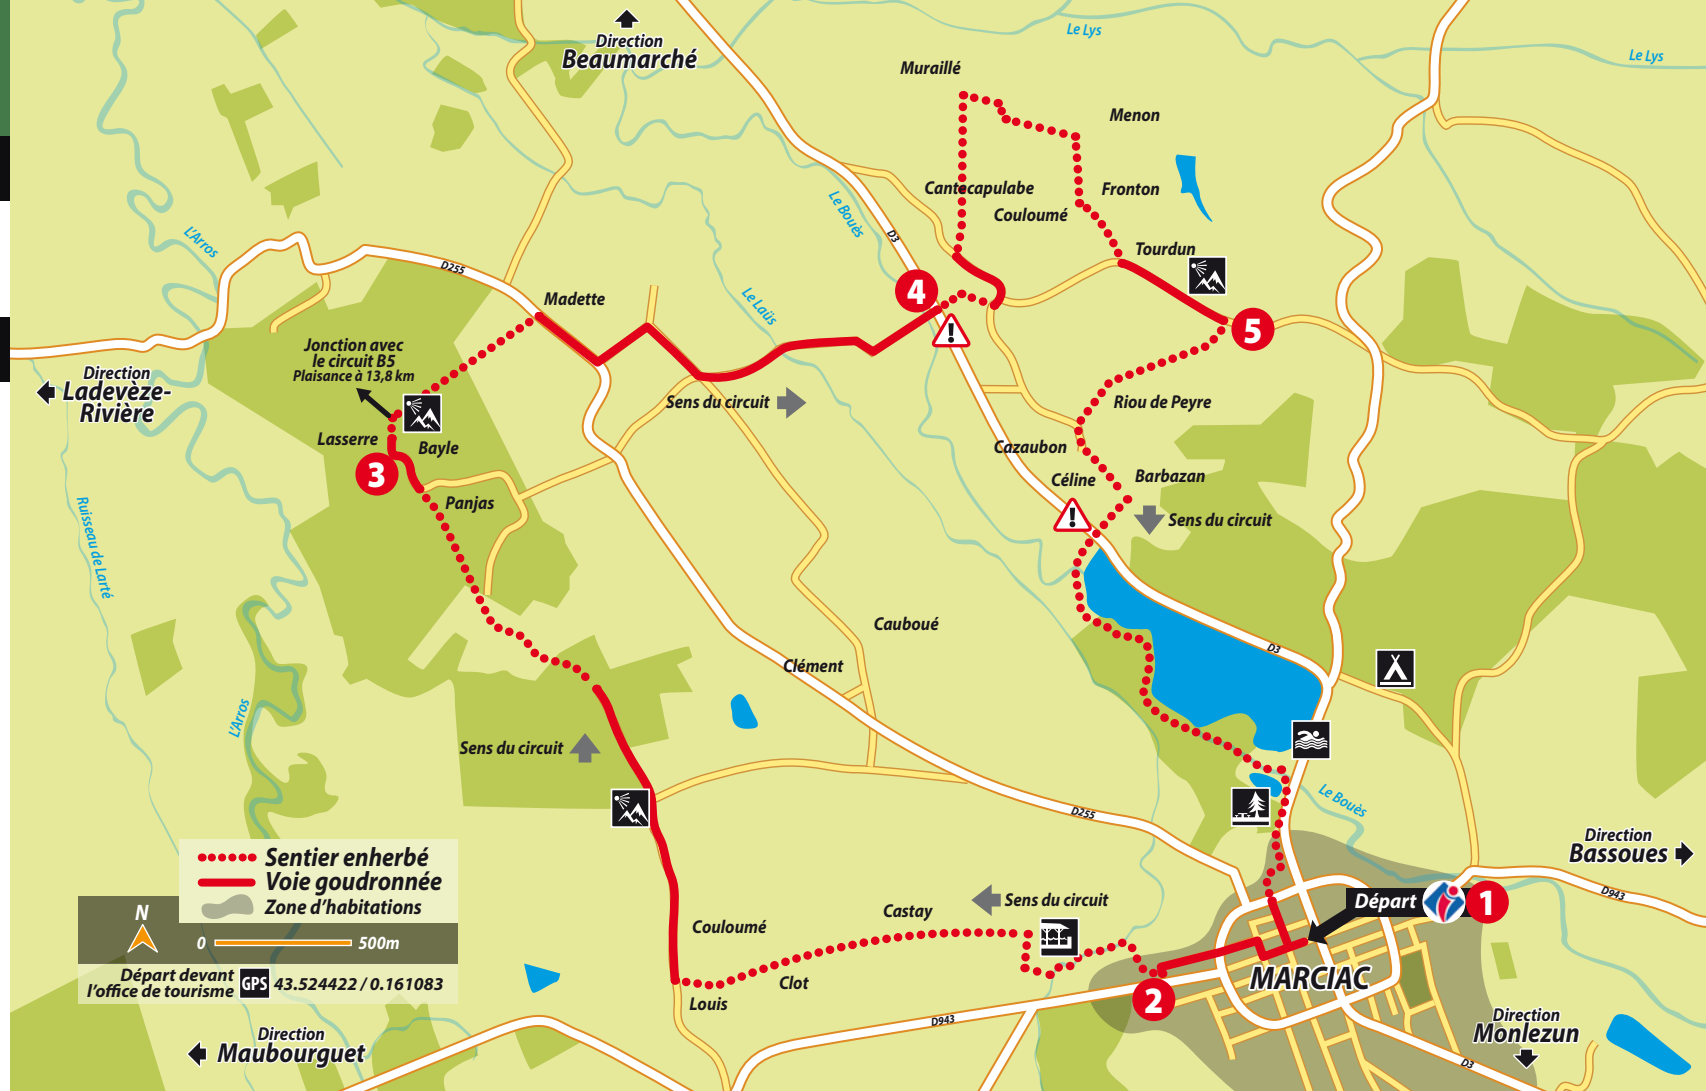 Direction
Beaumarché
Le Lys
Le Lys
Muraillé
Menon
Cantecapulabe
Fronton
Couloumé
Le Bouès
D3
Tourdun
L'Arros
D255
4
Madette
Le Laüs
5
Jonction avec
le circuit B5
Plaisance à 13,8 km
Direction
Ladevèze-
Rivière
Sens du circuit
Riou de Peyre
Lasserre
Bayle
3
Cazaubon
Céline
Barbazan
Panjas
Sens du circuit
Ruisseau de Larté
Cauboué
Clément
D3
L'Arros
Sens du circuit
Le Bouès
D255
Direction
Bassoues
Sentier enherbé
Voie goudronnée
Zone d'habitations
N
0
500m
Départ devant
l'office de tourisme
GPS
43.524422 / 0.161083
Sens du circuit
Castay
Couloumé
Clot
Louis
Départ
1
D943
MARCIAC
2
D943
Direction
Maubourguet
Direction
Monlezun
D3